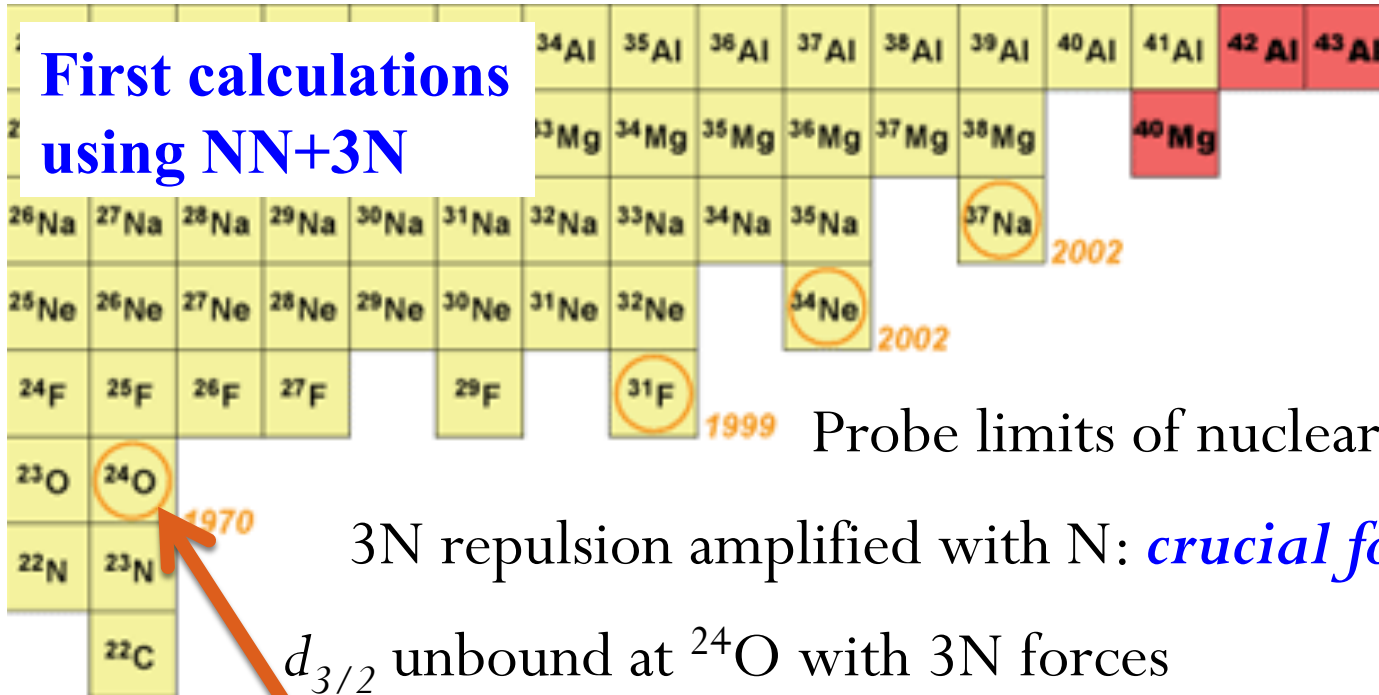 First calculations
using NN+3N
³⁴Al ³⁵Al ³⁶Al ³⁷Al ³⁸Al ³⁹Al ⁴⁰Al ⁴¹Al ⁴²Al ⁴³Al
³³Mg ³⁴Mg ³⁵Mg ³⁶Mg ³⁷Mg ³⁸Mg ⁴⁰Mg
²⁶Na ²⁷Na ²⁸Na ²⁹Na ³⁰Na ³¹Na ³²Na ³³Na ³⁴Na ³⁵Na ³⁷Na
2002
²⁵Ne ²⁶Ne ²⁷Ne ²⁸Ne ²⁹Ne ³⁰Ne ³¹Ne ³²Ne ³⁴Ne
2002
²⁴F ²⁵F ²⁶F ²⁷F ²⁹F ³¹F
1999
Probe limits of nuclear
²³O ²⁴O
1970
3N repulsion amplified with N: crucial fo
²²N ²³N
²²C
d₃/₂ unbound at ²⁴O with 3N forces